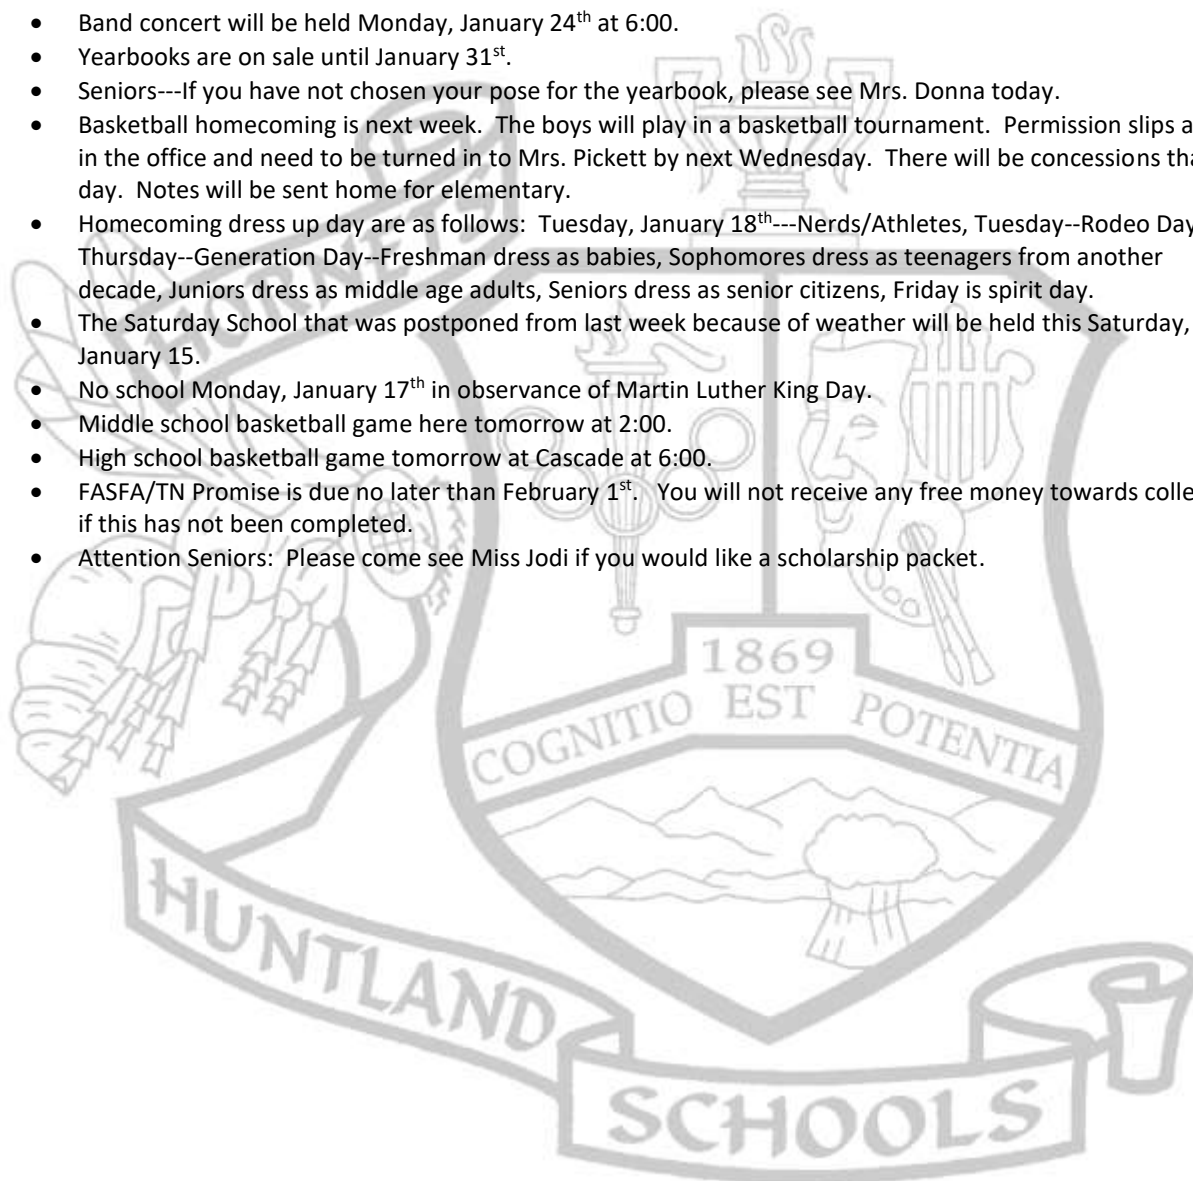 • Band concert will be held Monday, January 24th at 6:00.
• Yearbooks are on sale until January 31st.
• Seniors---If you have not chosen your pose for the yearbook, please see Mrs. Donna today.
• Basketball homecoming is next week. The boys will play in a basketball tournament. Permission slips a
in the office and need to be turned in to Mrs. Pickett by next Wednesday. There will be concessions tha
day. Notes will be sent home for elementary.
• Homecoming dress up day are as follows: Tuesday, January 18th---Nerds/Athletes, Tuesday--Rodeo Day
Thursday--Generation Day--Freshman dress as babies, Sophomores dress as teenagers from another
decade, Juniors dress as middle age adults, Seniors dress as senior citizens, Friday is spirit day.
• The Saturday School that was postponed from last week because of weather will be held this Saturday,
January 15.
• No school Monday, January 17th in observance of Martin Luther King Day.
• Middle school basketball game here tomorrow at 2:00.
• High school basketball game tomorrow at Cascade at 6:00.
• FASFA/TN Promise is due no later than February 1st. You will not receive any free money towards colle
if this has not been completed.
• Attention Seniors: Please come see Miss Jodi if you would like a scholarship packet.
HORNETS
1869
COGNITIO EST POTENTIA
HUNTLAND
SCHOOLS